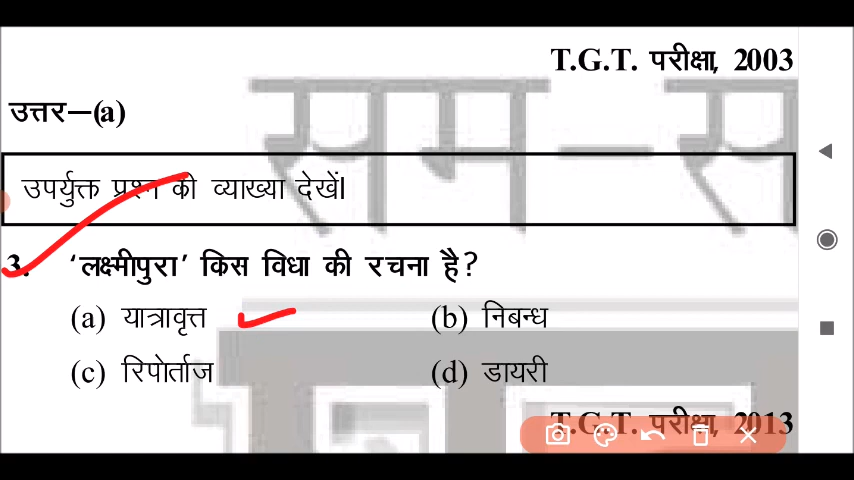 T.G.T. परीक्षा, 2003
उत्तर–(a)
उपर्युक्त प्रश्न की व्याख्या देखें।
3. ‘लक्ष्मीपुरा’ किस विधा की रचना है?
(a) यात्रावृत्त (b) निबन्ध
(c) रिपोर्ताज (d) डायरी
T.G.T. परीक्षा, 2013